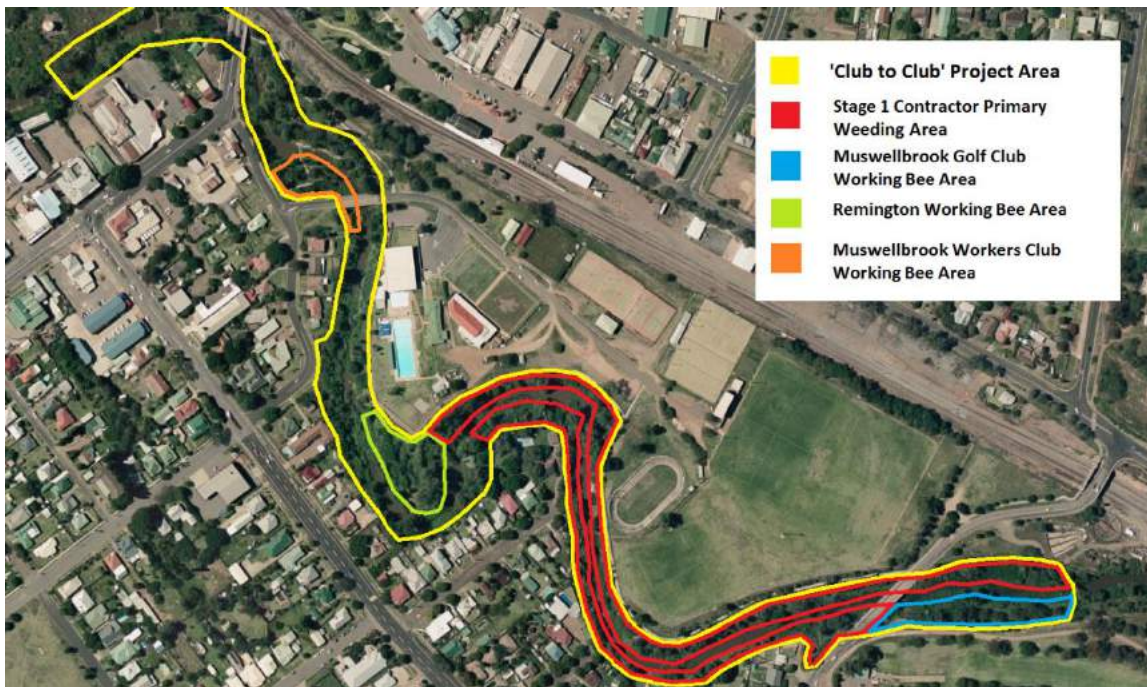 'Club to Club' Project Area
Stage 1 Contractor Primary
Weeding Area
Muswellbrook Golf Club
Working Bee Area
Remington Working Bee Area
Muswellbrook Workers Club
Working Bee Area